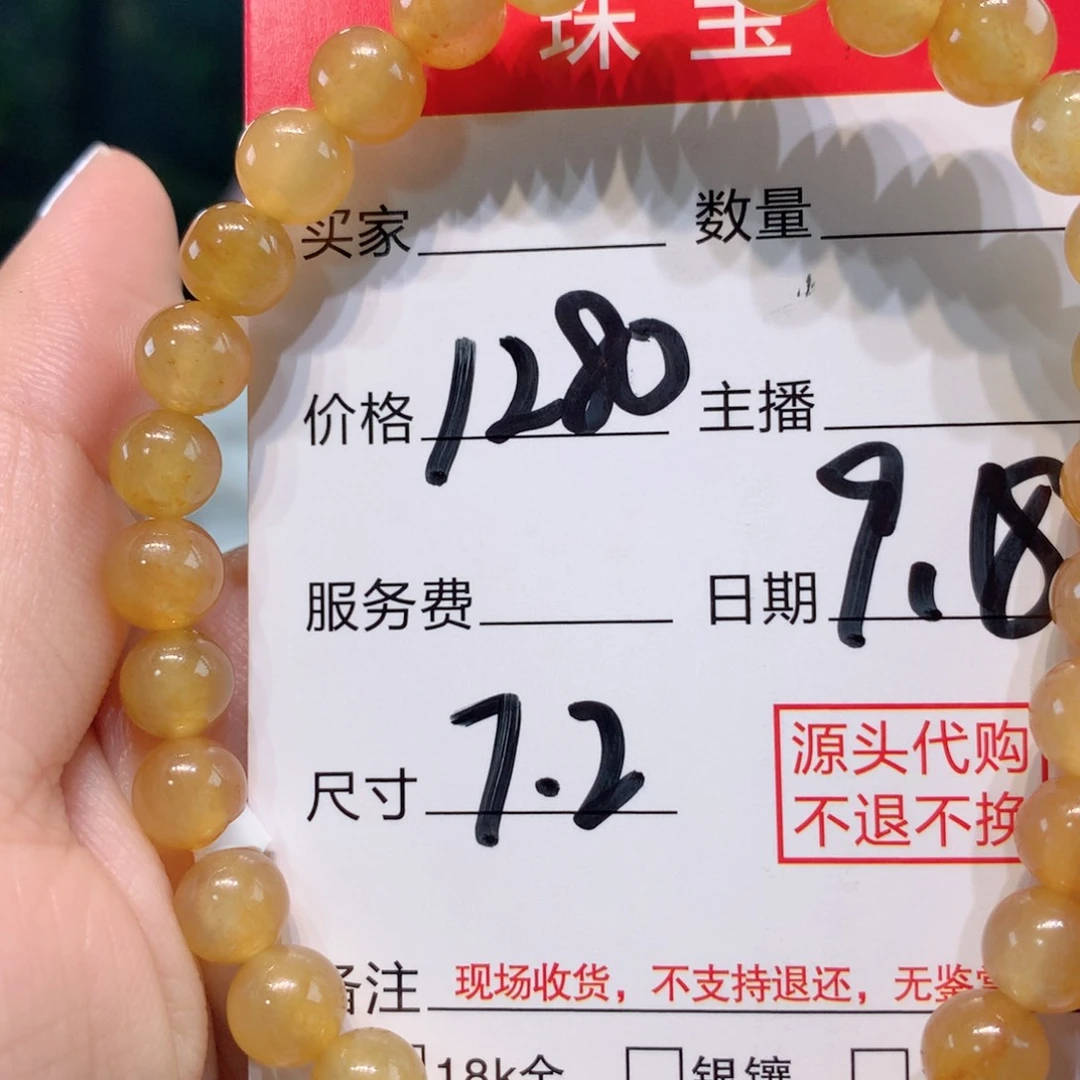 珠宝
买家 数量
价格 1280 主播
服务费 日期 9.18
尺寸 7.2
源头代购
不退不换
备注 现场收货，不支持退还，无鉴赏
18k金 银镶